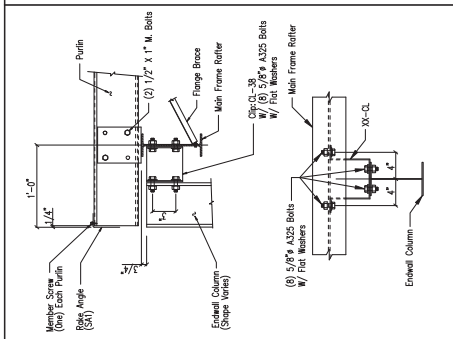 Purlin
(2) 1/2" X 1" M. Bolts
Flange Brace
Main Frame Rafter
Clip:CL-38
W/ (8) 5/8"ø A325 Bolts
W/ Flat Washers
1'-0"
1/4"
3/4"
3"
Member Screw
(One) Each Purlin
Rake Angle
(SA1)
Endwall Column
(Shape Varies)
(8) 5/8"ø A325 Bolts
W/ Flat Washers
Main Frame Rafter
XX-CL
4"
4"
Endwall Column